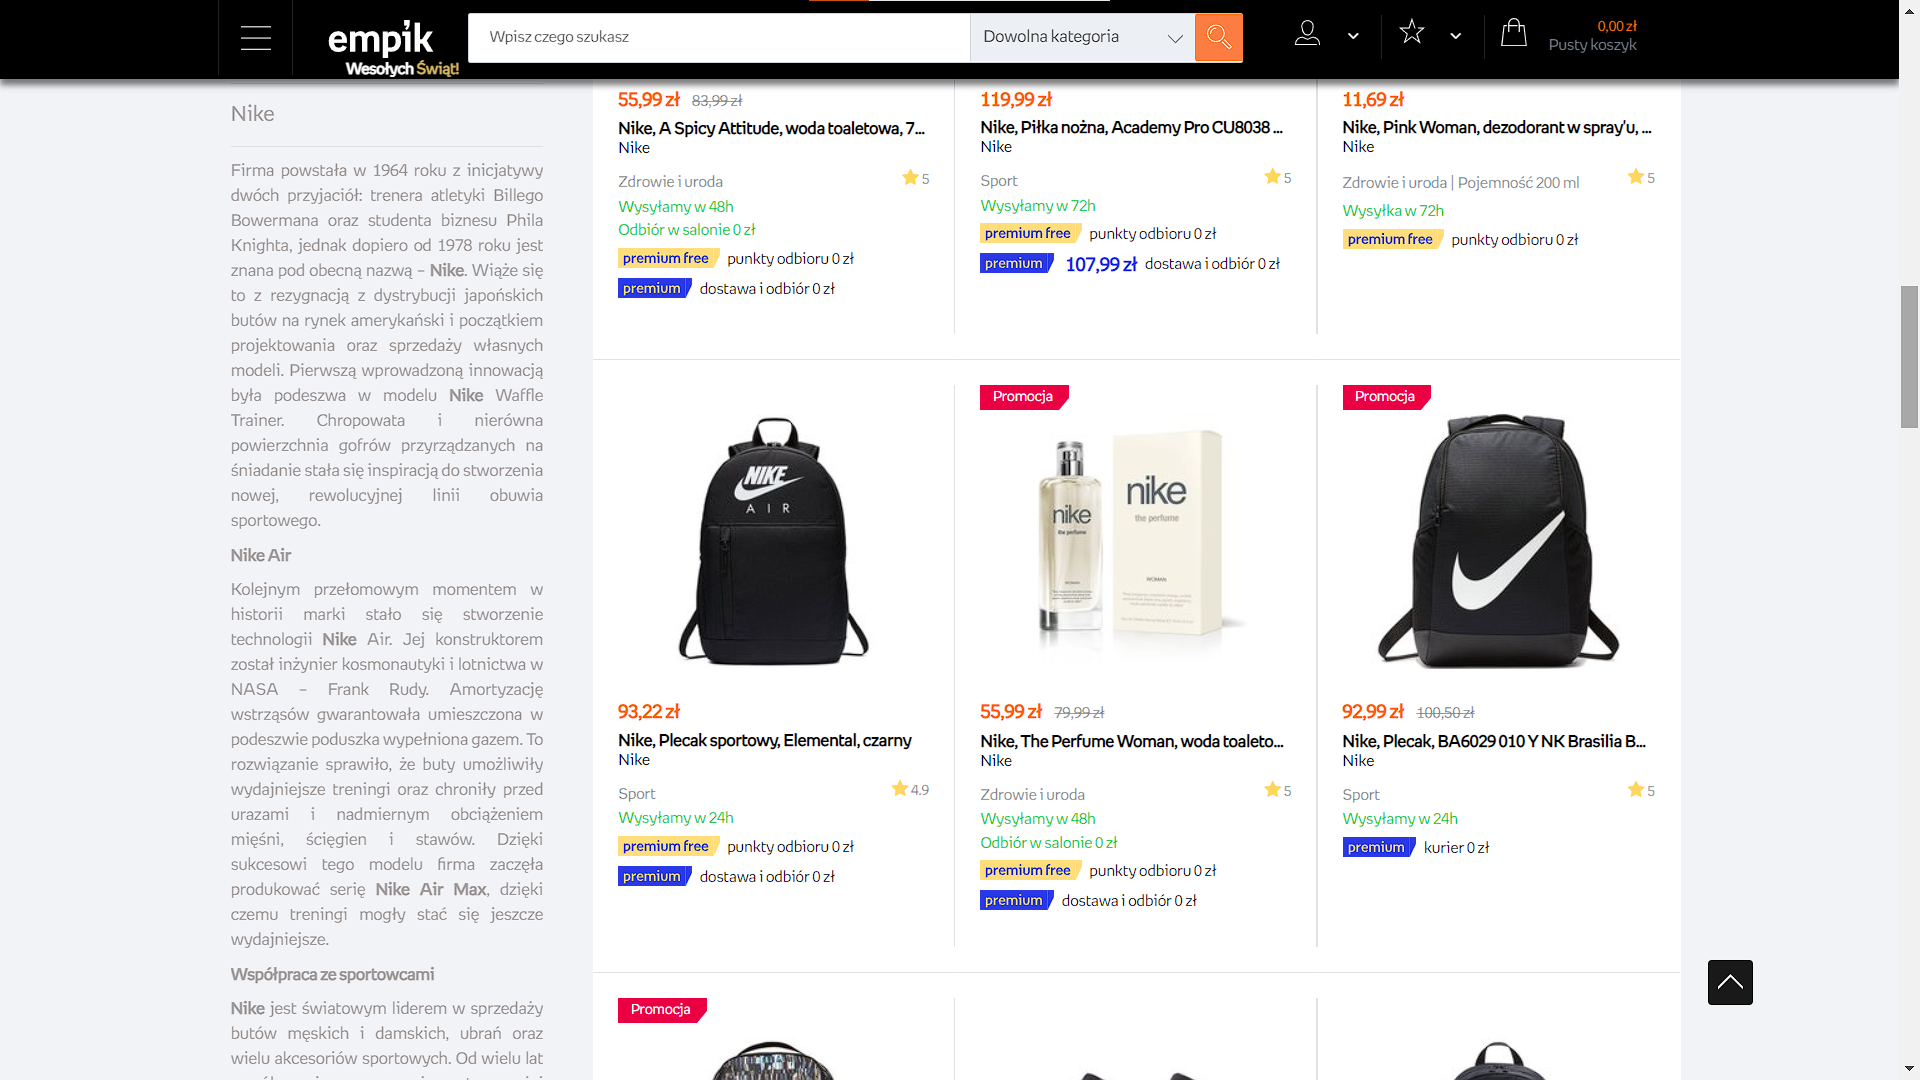 empik
Wesołych Świąt!
Wpisz czego szukasz
Dowolna kategoria
0,00 zł
Pusty koszyk
Nike
Firma powstała w 1964 roku z inicjatywy
dwóch przyjaciół: trenera atletyki Billego
Bowermana oraz studenta biznesu Phila
Knighta, jednak dopiero od 1978 roku jest
znana pod obecną nazwą – Nike. Wiąże się
to z rezygnacją z dystrybucji japońskich
butów na rynek amerykański i początkiem
projektowania oraz sprzedaży własnych
modeli. Pierwszą wprowadzoną innowacją
była podeszwa w modelu Nike Waffle
Trainer. Chropowata i nierówna
powierzchnia gofrów przyrządzanych na
śniadanie stała się inspiracją do stworzenia
nowej, rewolucyjnej linii obuwia
sportowego.
Nike Air
Kolejnym przełomowym momentem w
historii marki stało się stworzenie
technologii Nike Air. Jej konstruktorem
został inżynier kosmonautyki i lotnictwa w
NASA – Frank Rudy. Amortyzację
wstrząsów gwarantowała umieszczona w
podeszwie poduszka wypełniona gazem. To
rozwiązanie sprawiło, że buty umożliwiły
wydajniejsze treningi oraz chroniły przed
urazami i nadmiernym obciążeniem
mięśni, ścięgien i stawów. Dzięki
sukcesowi tego modelu firma zaczęła
produkować serię Nike Air Max, dzięki
czemu treningi mogły stać się jeszcze
wydajniejsze.
Współpraca ze sportowcami
Nike jest światowym liderem w sprzedaży
butów męskich i damskich, ubrań oraz
wielu akcesoriów sportowych. Od wielu lat
55,99 zł 83,99 zł
Nike, A Spicy Attitude, woda toaletowa, 7...
Nike
Zdrowie i uroda 5
Wysyłamy w 48h
Odbiór w salonie 0 zł
premium free punkty odbioru 0 zł
premium dostawa i odbiór 0 zł
119,99 zł
Nike, Piłka nożna, Academy Pro CU8038 ...
Nike
Sport 5
Wysyłamy w 72h
premium free punkty odbioru 0 zł
premium 107,99 zł dostawa i odbiór 0 zł
11,69 zł
Nike, Pink Woman, dezodorant w spray'u, ...
Nike
Zdrowie i uroda | Pojemność 200 ml 5
Wysyłka w 72h
premium free punkty odbioru 0 zł
NIKE
AIR
93,22 zł
Nike, Plecak sportowy, Elemental, czarny
Nike
Sport 4.9
Wysyłamy w 24h
premium free punkty odbioru 0 zł
premium dostawa i odbiór 0 zł
Promocja
nike
the perfume
WOMAN
nike
the perfume
WOMAN
55,99 zł 79,99 zł
Nike, The Perfume Woman, woda toaleto...
Nike
Zdrowie i uroda 5
Wysyłamy w 48h
Odbiór w salonie 0 zł
premium free punkty odbioru 0 zł
premium dostawa i odbiór 0 zł
Promocja
92,99 zł 100,50 zł
Nike, Plecak, BA6029 010 Y NK Brasilia B...
Nike
Sport 5
Wysyłamy w 24h
premium kurier 0 zł
Promocja